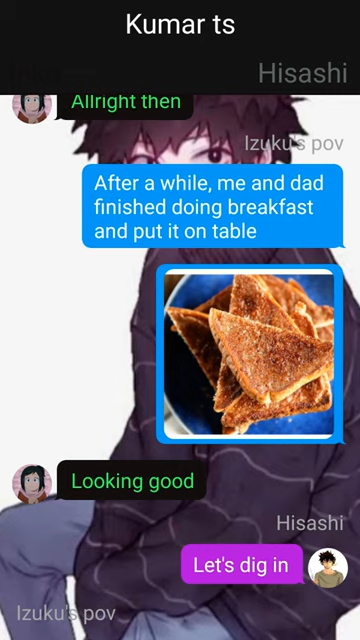 Kumar ts
Hisashi
Allright then
Izuku's pov
After a while, me and dad
finished doing breakfast
and put it on table
Looking good
Hisashi
Let's dig in
Izuku's pov